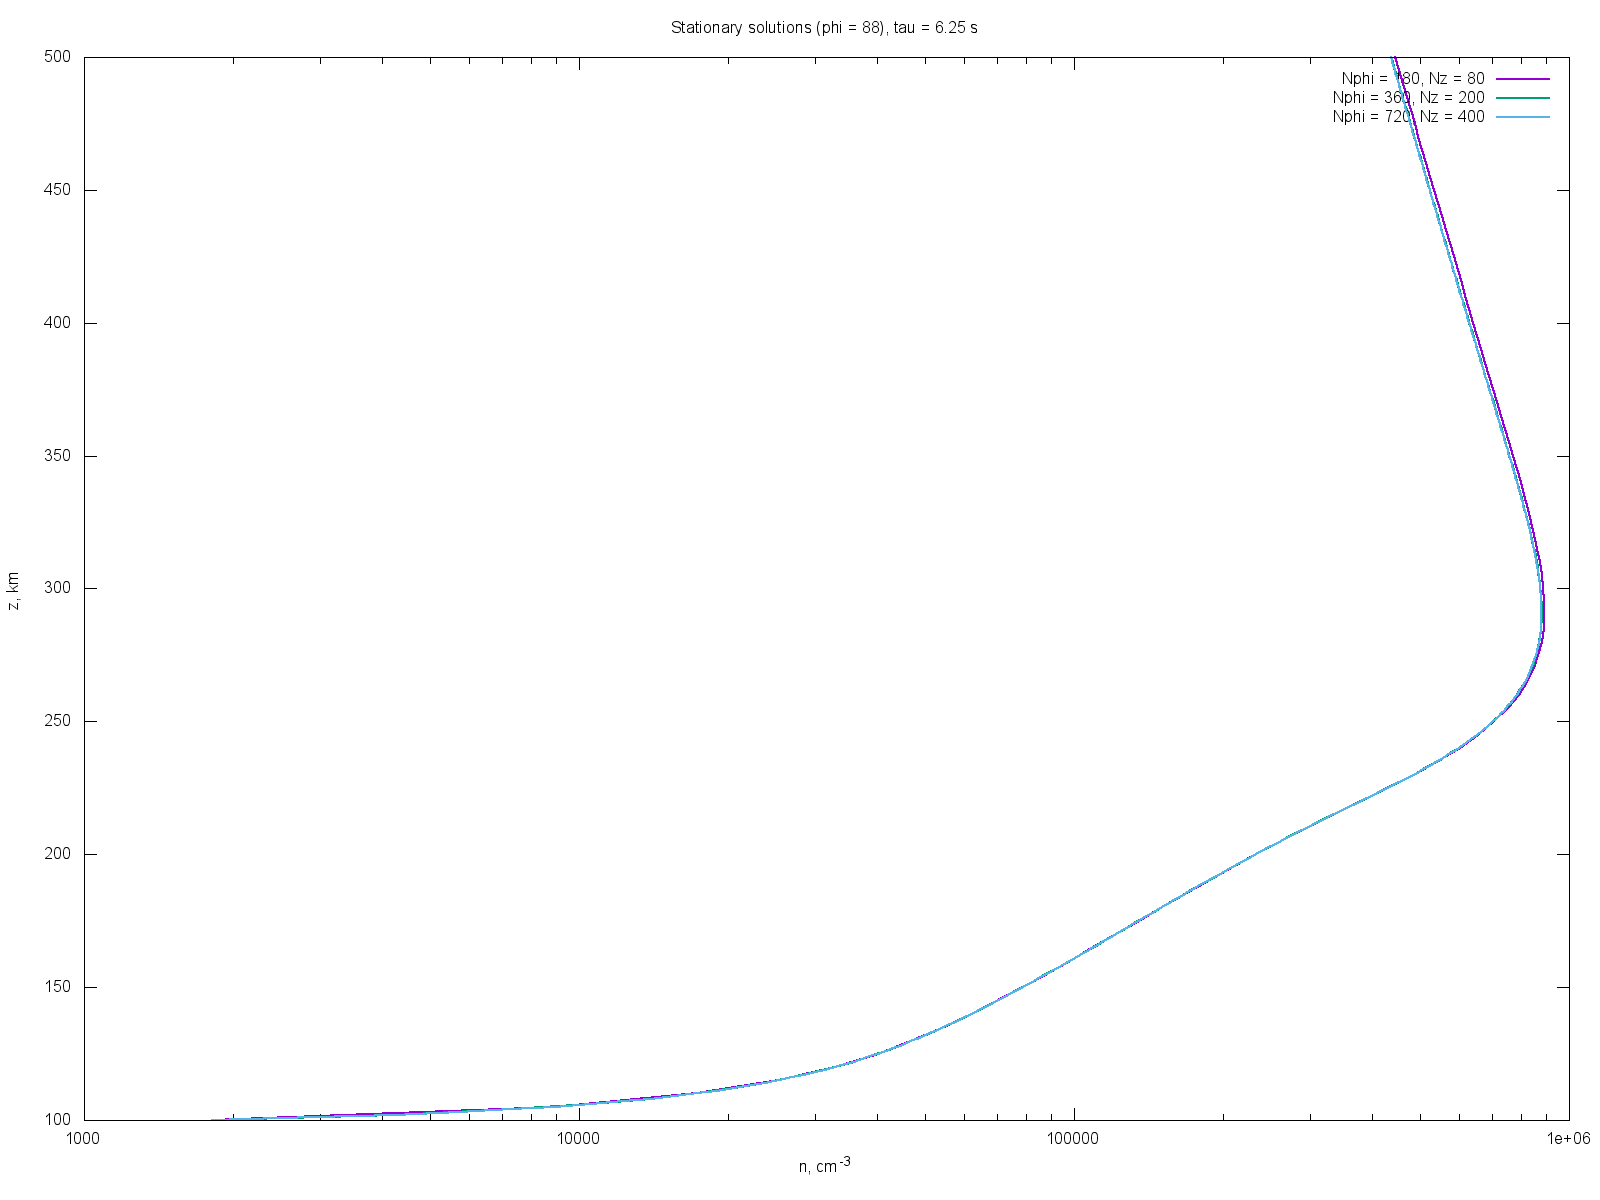 Stationary solutions (phi = 88), tau = 6.25 s
500
450
400
350
300
250
200
150
100
z, km
Nphi = 180, Nz = 80
Nphi = 360, Nz = 200
Nphi = 720, Nz = 400
1000
10000
100000
1e+06
n, cm-3